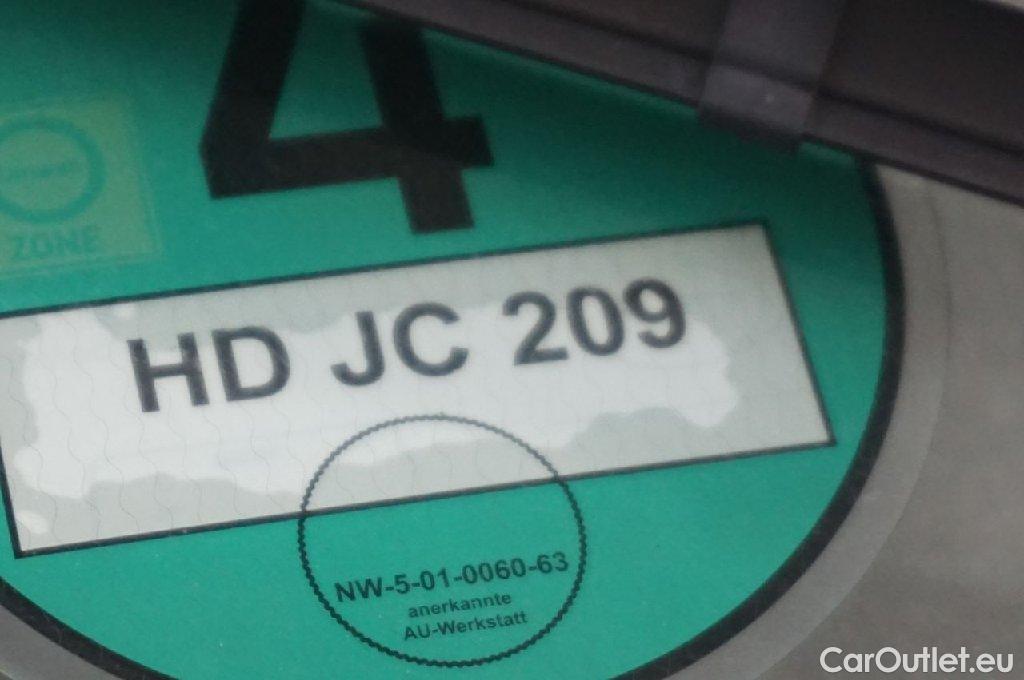 4
ZONE
HD JC 209
NW-5-01-0060-63
anerkannte
AU-Werkstatt
CarOutlet.eu